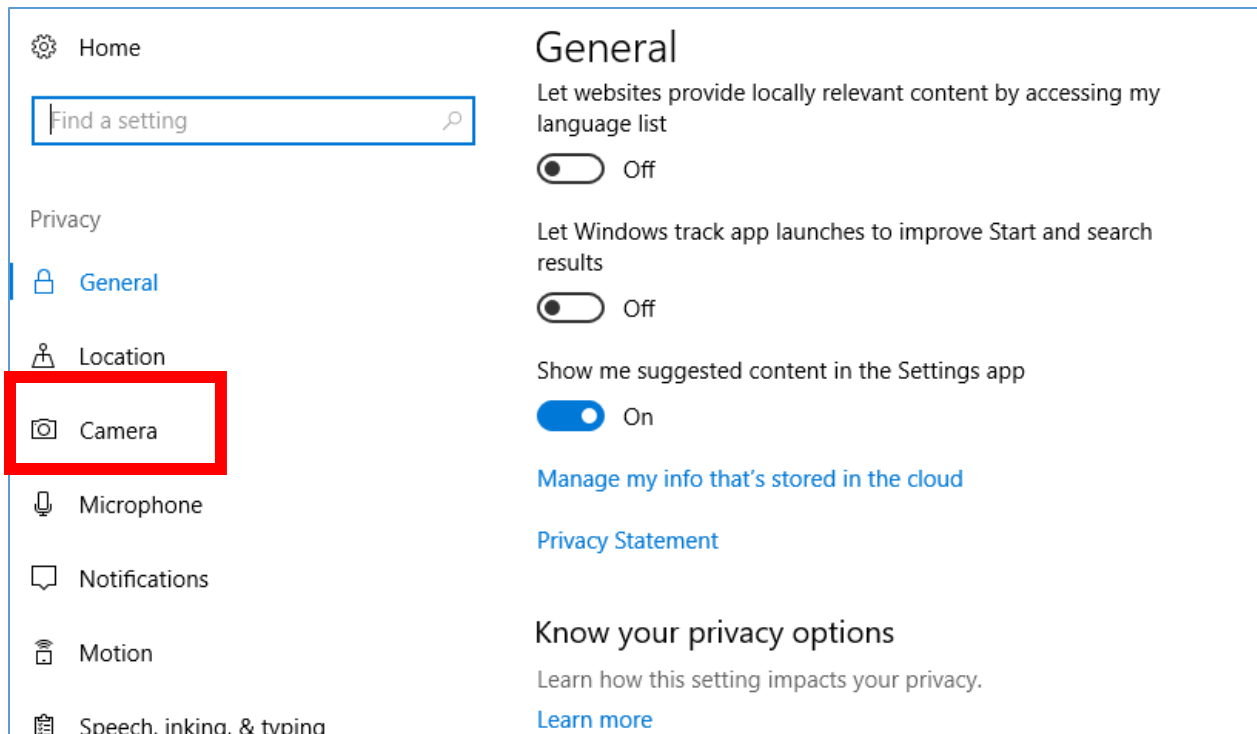 Home
Find a setting
Privacy
General
Location
Camera
Microphone
Notifications
Motion
Speech, inking, & typing
General
Let websites provide locally relevant content by accessing my
language list
Off
Let Windows track app launches to improve Start and search
results
Off
Show me suggested content in the Settings app
On
Manage my info that's stored in the cloud
Privacy Statement
Know your privacy options
Learn how this setting impacts your privacy.
Learn more